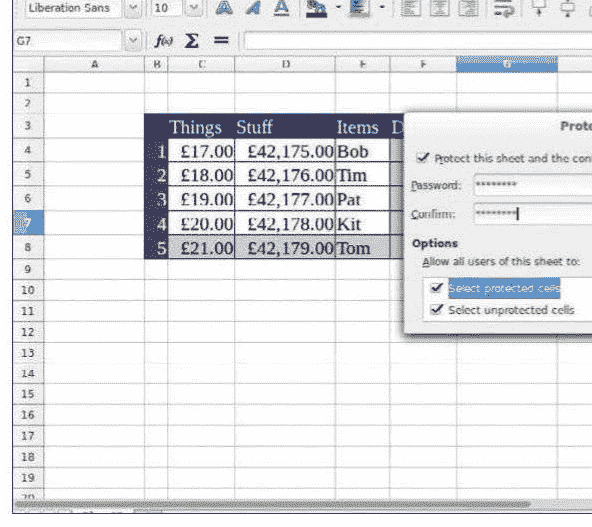 Liberation Sans 10
G7 f(x) Σ =
A B C D E F G
1
2
3 Things Stuff Items D
4 1 £17.00 £42,175.00 Bob
5 2 £18.00 £42,176.00 Tim
6 3 £19.00 £42,177.00 Pat
7 4 £20.00 £42,178.00 Kit
8 5 £21.00 £42,179.00 Tom
9
10
11
12
13
14
15
16
17
18
19
20
Prote
Protect this sheet and the con
Password: ********
Confirm: ********
Options
Allow all users of this sheet to:
Select protected cells
Select unprotected cells